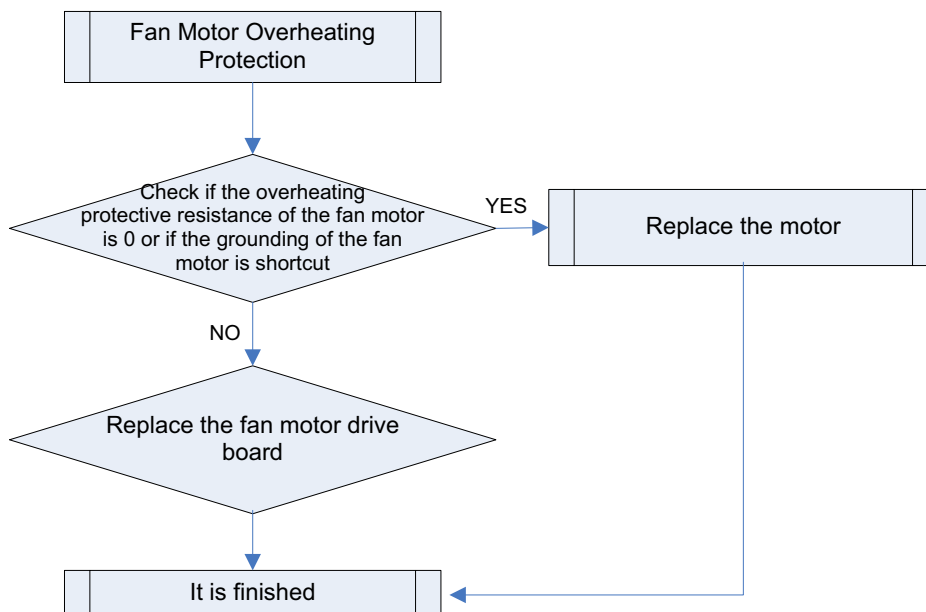 Fan Motor Overheating
Protection
Check if the overheating
protective resistance of the fan motor
is 0 or if the grounding of the fan
motor is shortcut
YES
Replace the motor
NO
Replace the fan motor drive
board
It is finished